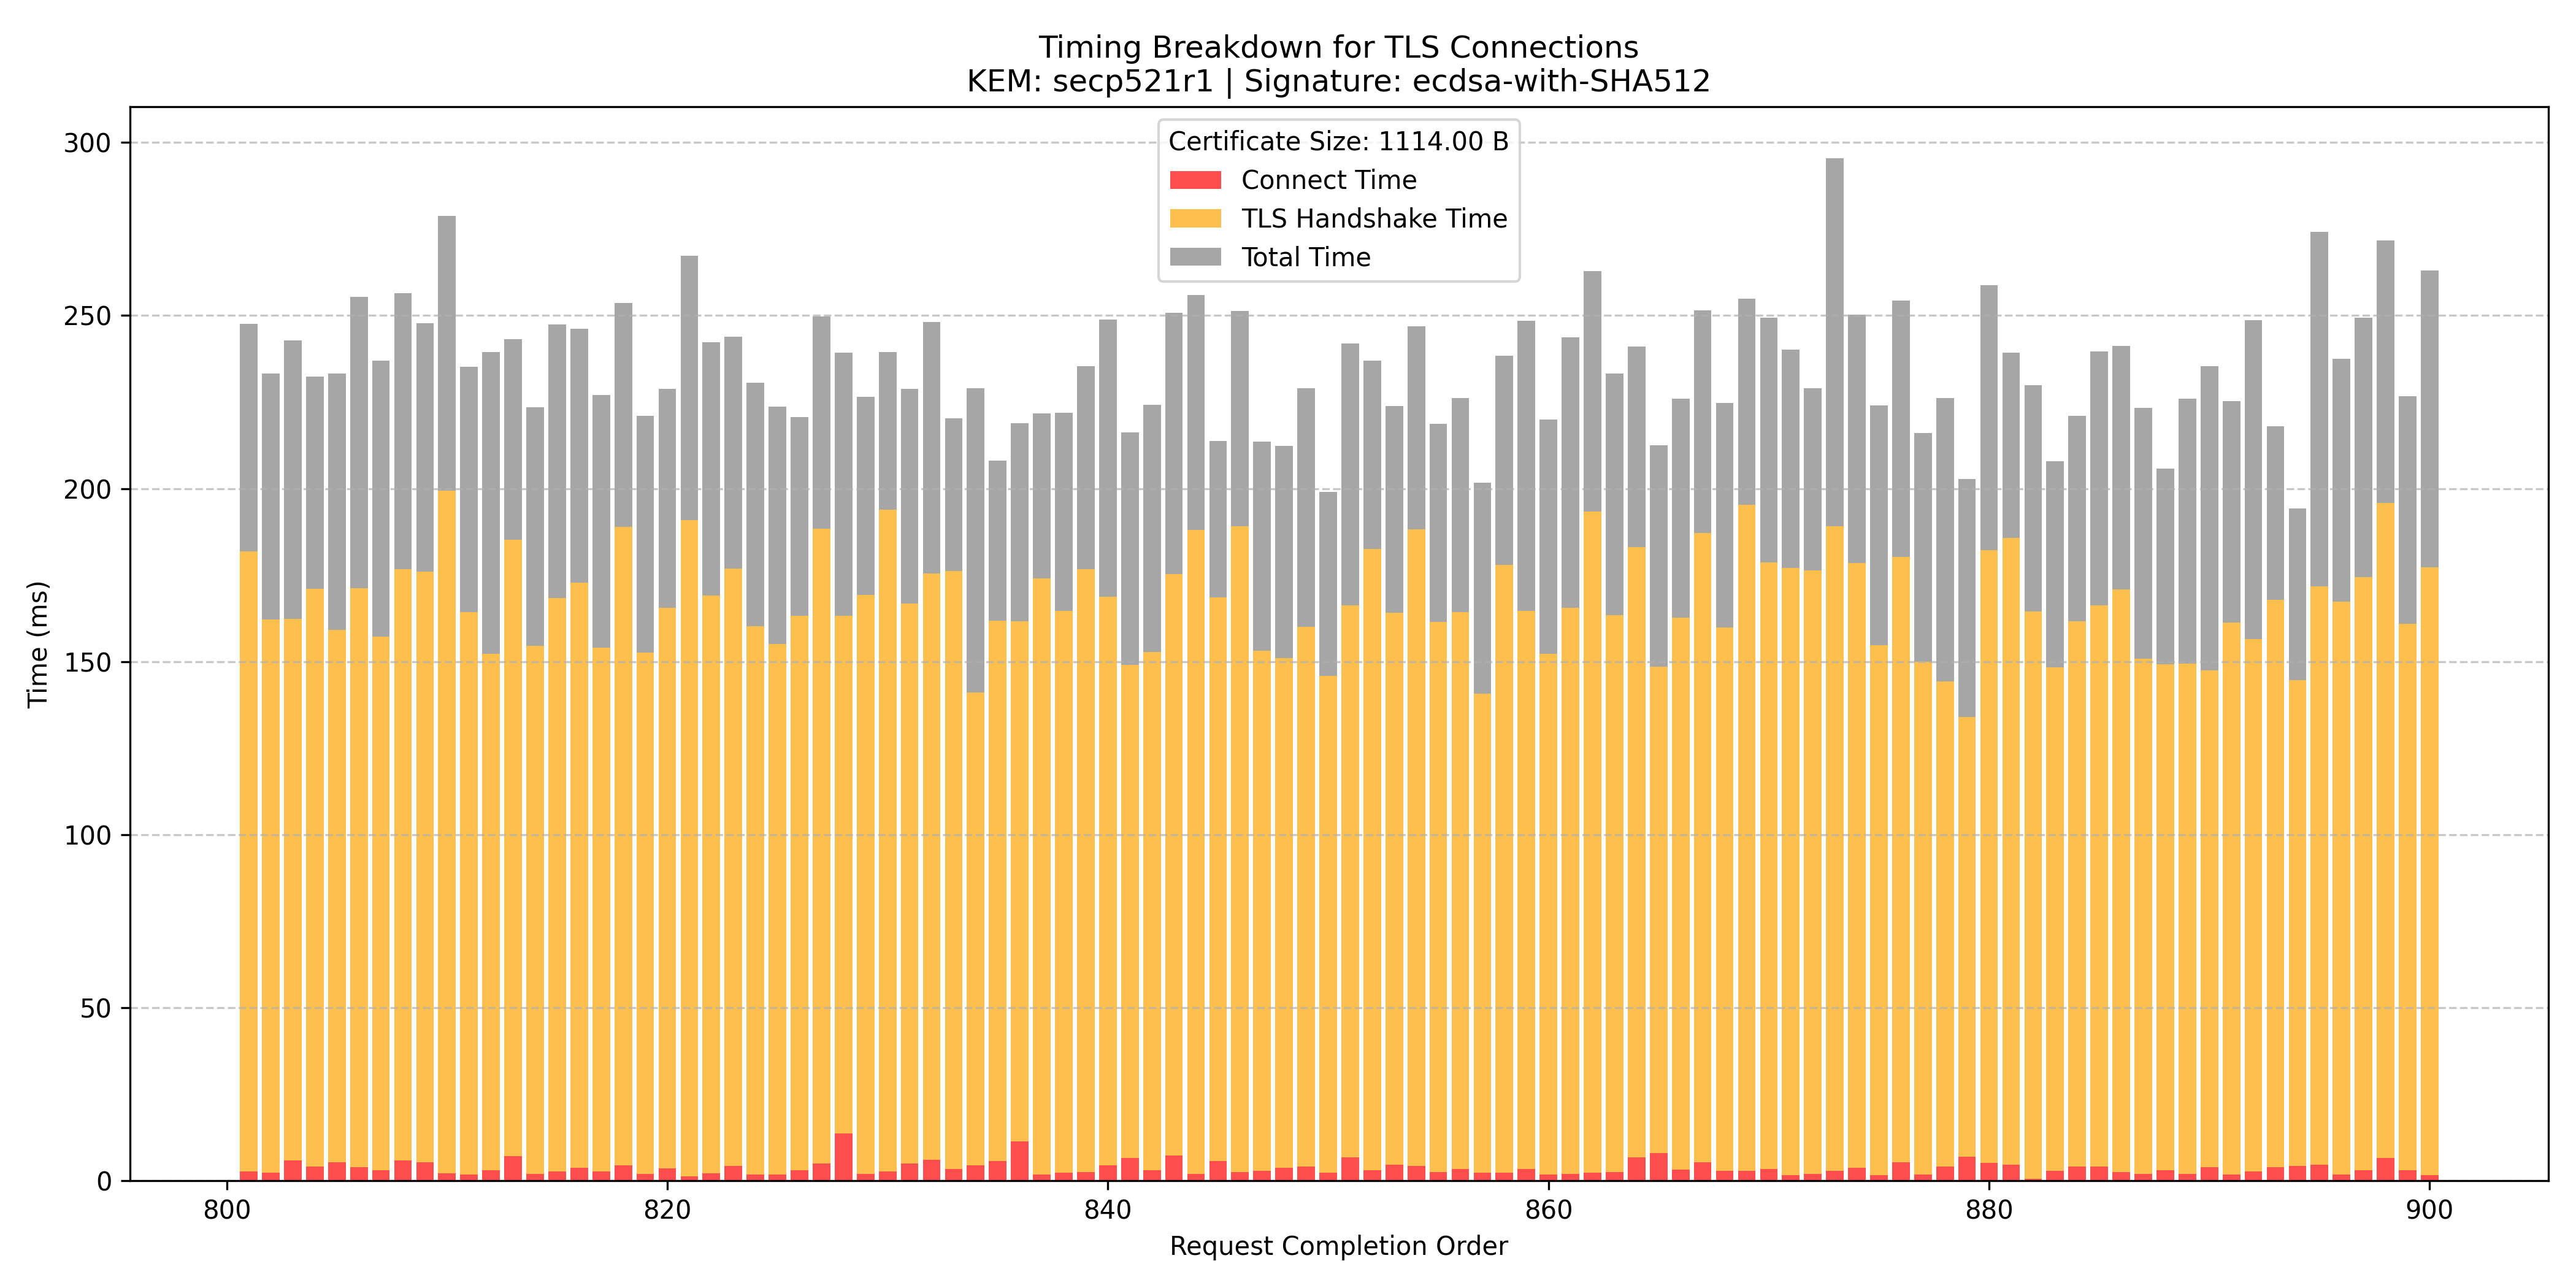 Timing Breakdown for TLS Connections
KEM: secp521r1 | Signature: ecdsa-with-SHA512
Certificate Size: 1114.00 B
Connect Time
TLS Handshake Time
Total Time
Time (ms)
300
250
200
150
100
50
0
800 820 840 860 880 900
Request Completion Order